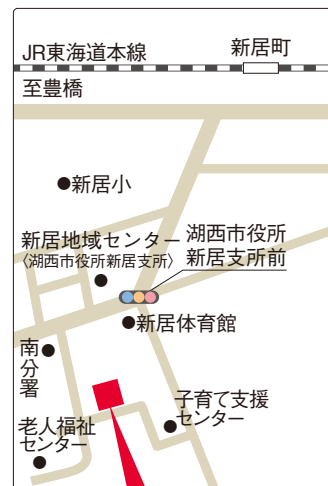 JR東海道本線
新居町
至豊橋
新居小
新居地域センター
〈湖西市役所新居支所〉
湖西市役所
新居支所前
新居体育館
南分署
子育て支援
センター
老人福祉
センター